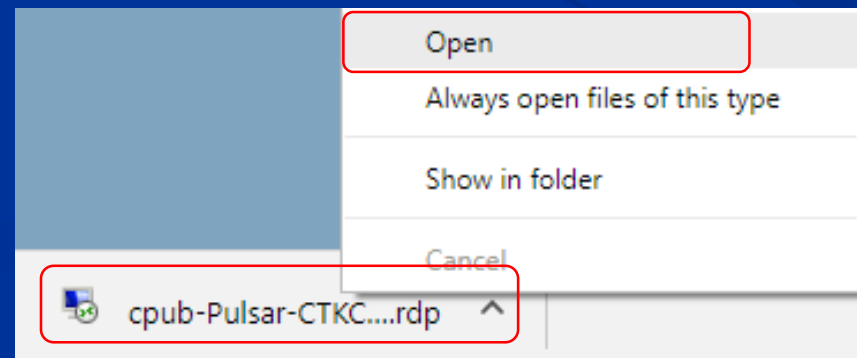 Open
Always open files of this type
Show in folder
Cancel
cpub-Pulsar-CTKC....rdp